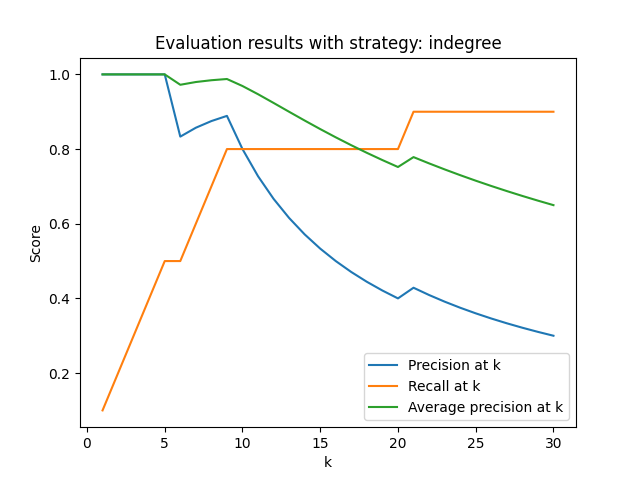 Evaluation results with strategy: indegree
1.0
0.8
0.6
0.4
0.2
Score
0 5 10 15 20 25 30
k
Precision at k
Recall at k
Average precision at k